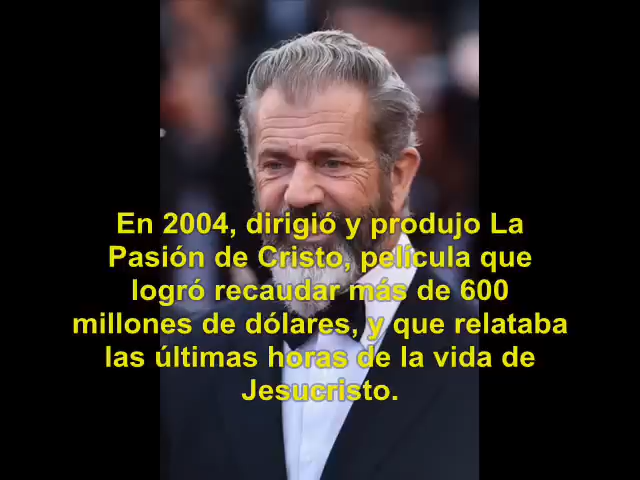 En 2004, dirigió y produjo La
Pasión de Cristo, película que
logró recaudar más de 600
millones de dólares, y que relataba
las últimas horas de la vida de
Jesucristo.